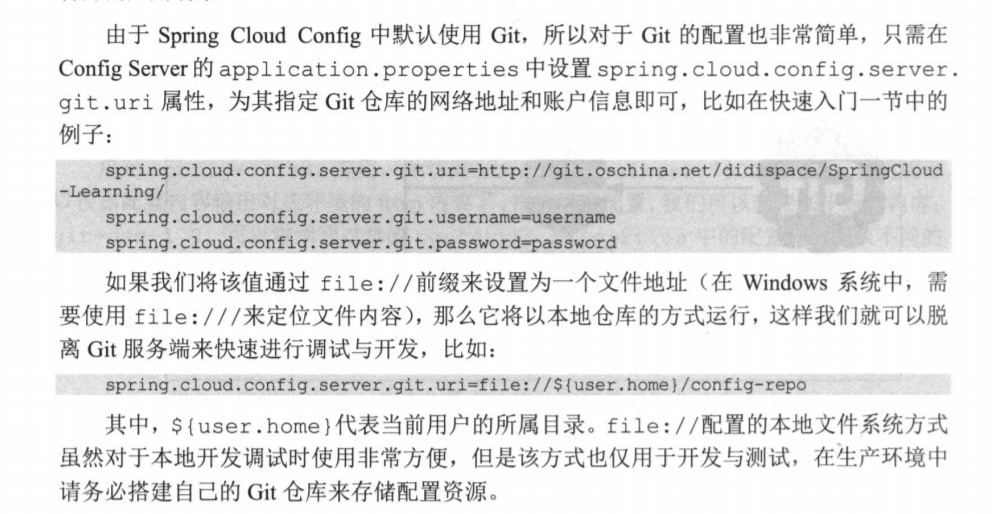 由于 Spring Cloud Config 中默认使用 Git，所以对于 Git 的配置也非常简单，只需在
Config Server 的 application.properties 中设置 spring.cloud.config.server.
git.uri 属性，为其指定 Git 仓库的网络地址和账户信息即可，比如在快速入门一节中的
例子：
spring.cloud.config.server.git.uri=http://git.oschina.net/didispace/SpringCloud
-Learning/
spring.cloud.config.server.git.username=username
spring.cloud.config.server.git.password=password
如果我们将该值通过 file://前缀来设置为一个文件地址（在 Windows 系统中，需
要使用 file:///来定位文件内容），那么它将以本地仓库的方式运行，这样我们就可以脱
离 Git 服务端来快速进行调试与开发，比如：
spring.cloud.config.server.git.uri=file://${user.home}/config-repo
其中，${user.home}代表当前用户的所属目录。file://配置的本地文件系统方式
虽然对于本地开发调试时使用非常方便，但是该方式也仅用于开发与测试，在生产环境中
请务必搭建自己的 Git 仓库来存储配置资源。